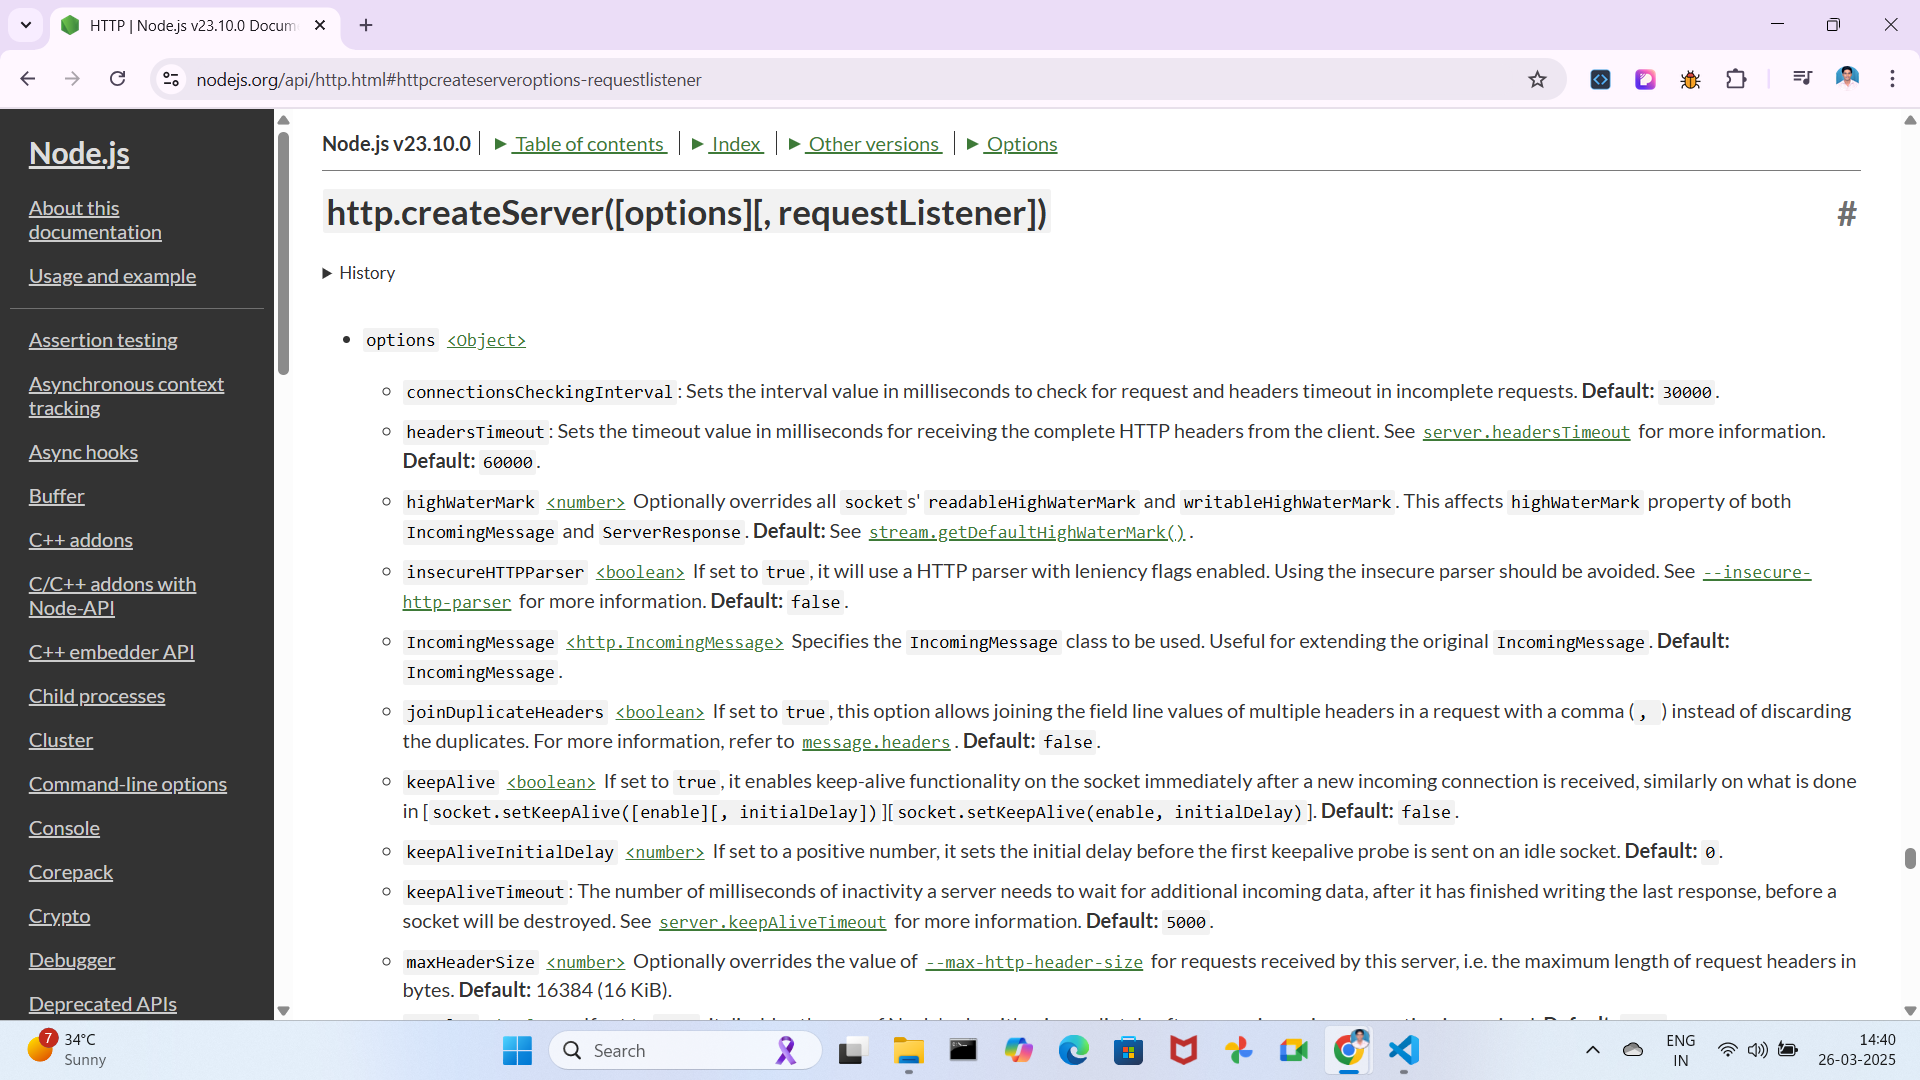 HTTP | Node.js v23.10.0 Docum
nodejs.org/api/http.html#httpcreateserveroptions-requestlistener
Node.js
About this
documentation
Usage and example
Assertion testing
Asynchronous context
tracking
Async hooks
Buffer
C++ addons
C/C++ addons with
Node-API
C++ embedder API
Child processes
Cluster
Command-line options
Console
Corepack
Crypto
Debugger
Deprecated APIs
Node.js v23.10.0 ► Table of contents ► Index ► Other versions ► Options
http.createServer([options][, requestListener]) #
► History
options <Object>
connectionsCheckingInterval: Sets the interval value in milliseconds to check for request and headers timeout in incomplete requests. Default: 30000.
headersTimeout: Sets the timeout value in milliseconds for receiving the complete HTTP headers from the client. See server.headersTimeout for more information.
Default: 60000.
highWaterMark <number> Optionally overrides all sockets' readableHighWaterMark and writableHighWaterMark. This affects highWaterMark property of both
IncomingMessage and ServerResponse. Default: See stream.getDefaultHighWaterMark().
insecureHTTPParser <boolean> If set to true, it will use a HTTP parser with leniency flags enabled. Using the insecure parser should be avoided. See --insecure-
http-parser for more information. Default: false.
IncomingMessage <http.IncomingMessage> Specifies the IncomingMessage class to be used. Useful for extending the original IncomingMessage. Default:
IncomingMessage.
joinDuplicateHeaders <boolean> If set to true, this option allows joining the field line values of multiple headers in a request with a comma (, ) instead of discarding
the duplicates. For more information, refer to message.headers. Default: false.
keepAlive <boolean> If set to true, it enables keep-alive functionality on the socket immediately after a new incoming connection is received, similarly on what is done
in [socket.setKeepAlive([enable][, initialDelay])][socket.setKeepAlive(enable, initialDelay)]. Default: false.
keepAliveInitialDelay <number> If set to a positive number, it sets the initial delay before the first keepalive probe is sent on an idle socket. Default: 0.
keepAliveTimeout: The number of milliseconds of inactivity a server needs to wait for additional incoming data, after it has finished writing the last response, before a
socket will be destroyed. See server.keepAliveTimeout for more information. Default: 5000.
maxHeaderSize <number> Optionally overrides the value of --max-http-header-size for requests received by this server, i.e. the maximum length of request headers in
bytes. Default: 16384 (16 KiB).
7
34°C
Sunny
Search
ENG
IN
14:40
26-03-2025